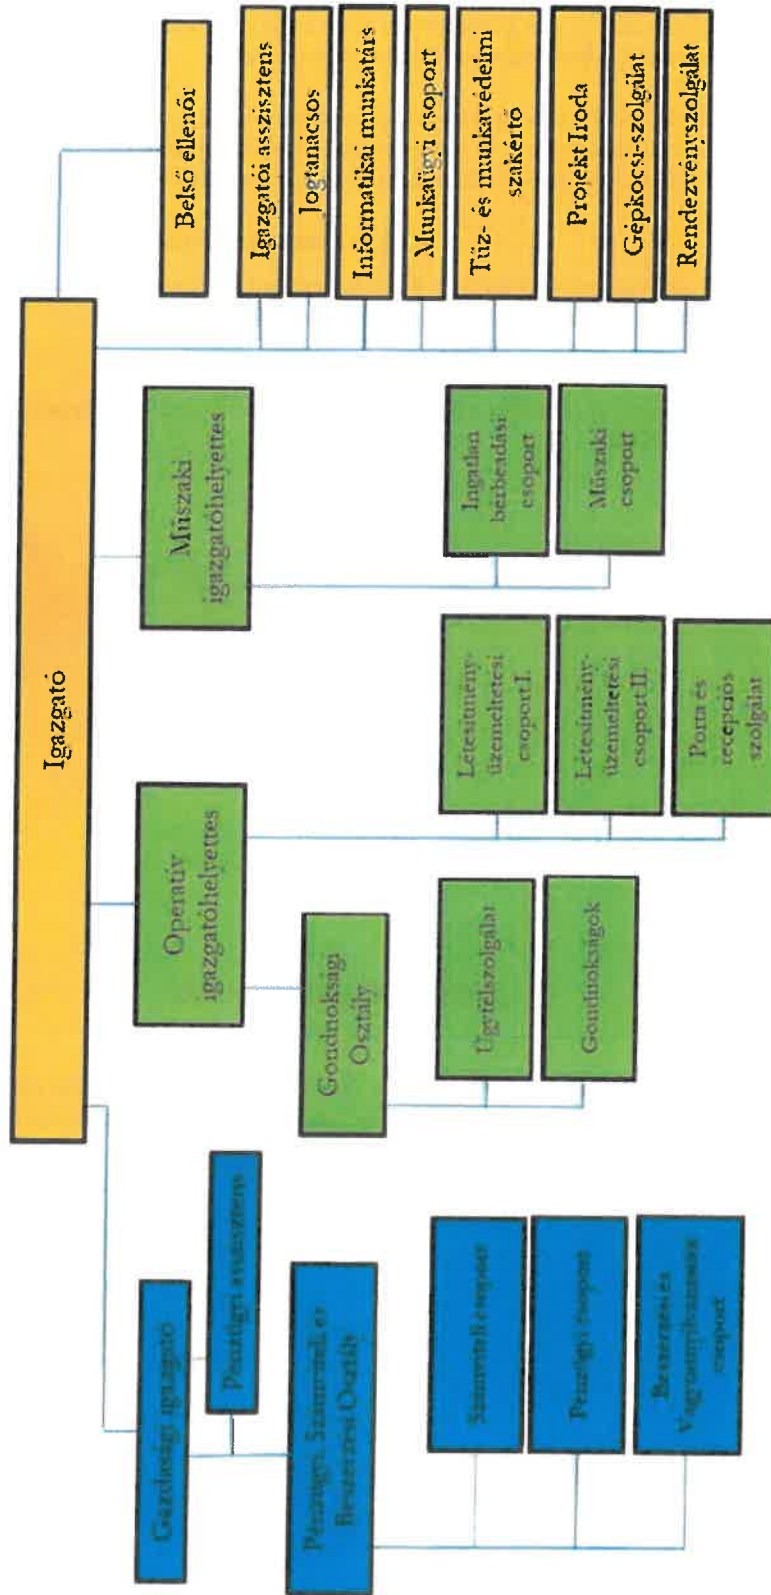 Igazgató
Gazdasági igazgató
Pénzügyi asszisztens
Pénzügyi, Számviteli és
Beszerzési Osztály
Számviteli csoport
Pénzügyi csoport
Beszerzési és
Vagyonnyilvántartási
csoport
Operatív
igazgatóhelyettes
Gondnoksági
Osztály
Ügyfélszolgálat
Gondnokságok
Létesítmény-
üzemeltetési
csoport I.
Létesítmény-
üzemeltetési
csoport II.
Porta és
recepciós
szolgálat
Műszaki
igazgatóhelyettes
Ingatlan
bérbeadási
csoport
Műszaki
csoport
Belső ellenőr
Igazgatói asszisztens
Jogtanácsos
Informatikai munkatárs
Munkaügyi csoport
Tűz- és munkavédelmi
szakértő
Projekt Iroda
Gépkocsi-szolgálat
Rendezvényszolgálat